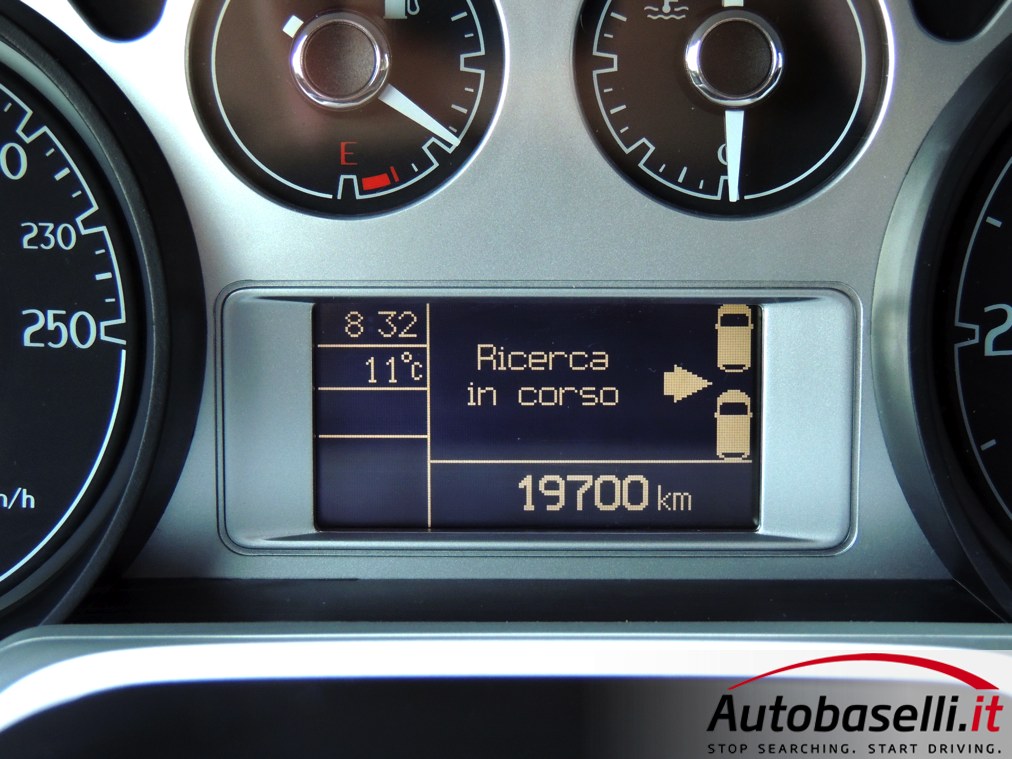 E
C
230
250
8 32
11°C
Ricerca
in corso
19700 km
Autobaselli.it
STOP SEARCHING. START DRIVING.